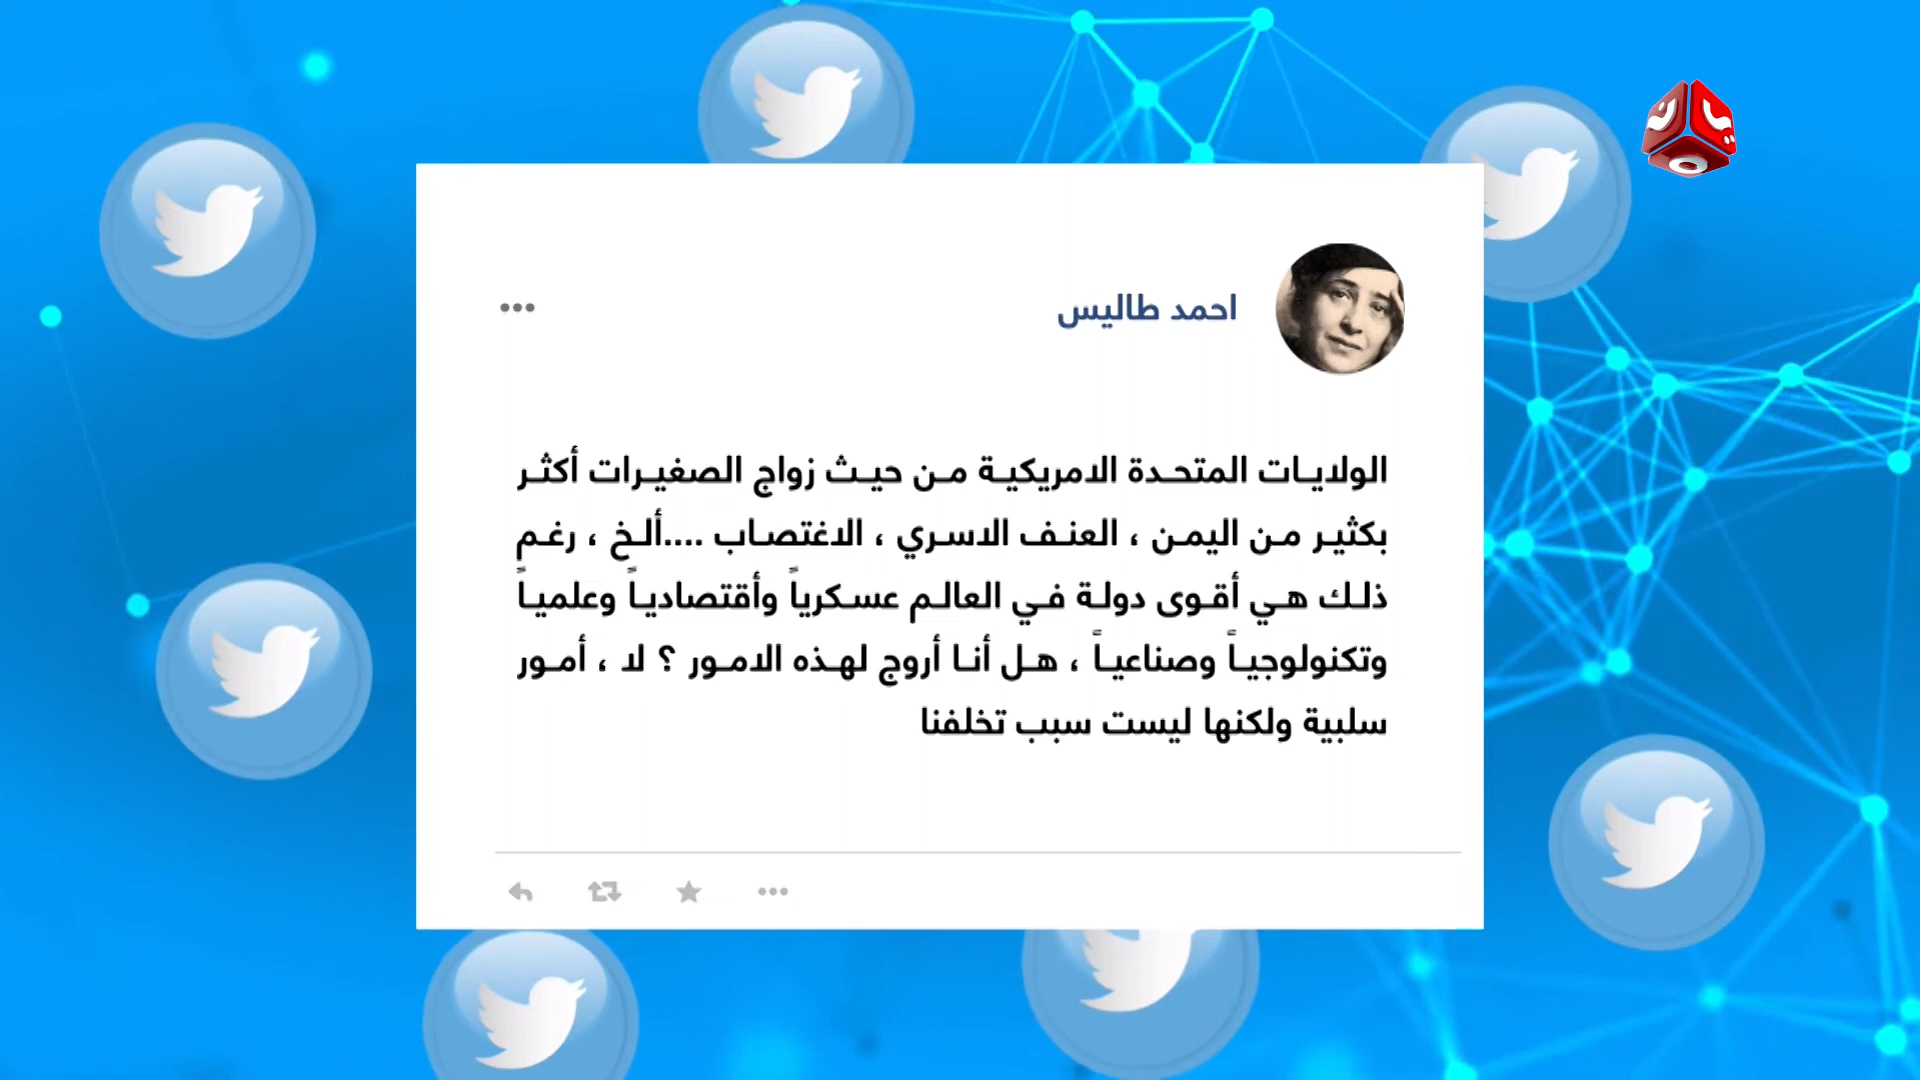 احمد طاليس
الولايات المتحدة الامريكية من حيث زواج الصغيرات أكثر
بكثير من اليمن ، العنف الاسري ، الاغتصاب ....ألخ ، رغم
ذلك هي أقوى دولة في العالم عسكرياً وأقتصادياً وعلمياً
وتكنولوجياً وصناعياً ، هل أنا أروج لهذه الامور ؟ لا ، أمور
سلبية ولكنها ليست سبب تخلفنا